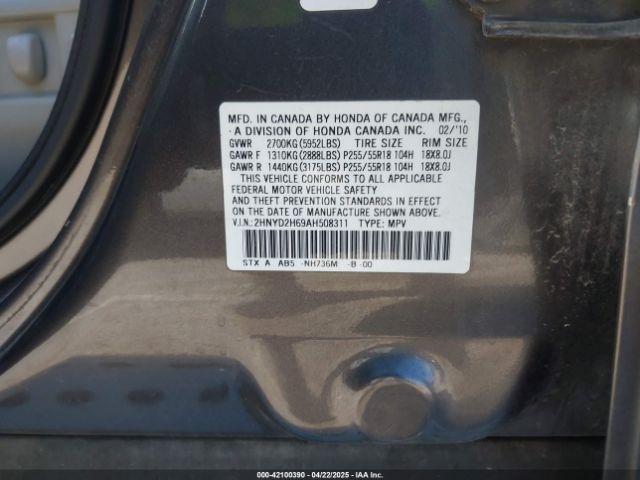 MFD. IN CANADA BY HONDA OF CANADA MFG.,
A DIVISION OF HONDA CANADA INC. 02/'10
GVWR 2700KG(5952LBS) TIRE SIZE RIM SIZE
GAWR F 1310KG(2888LBS) P255/55R18 104H 18X8.0J
GAWR R 1440KG(3175LBS) P255/55R18 104H 18X8.0J
THIS VEHICLE CONFORMS TO ALL APPLICABLE
FEDERAL MOTOR VEHICLE SAFETY
AND THEFT PREVENTION STANDARDS IN EFFECT
ON THE DATE OF MANUFACTURE SHOWN ABOVE.
V.I.N.: 2HNYD2H69AH508311 TYPE: MPV
STX A AB5 -NH736M -B -00
000-42100390 - 04/22/2025 - IAA Inc.